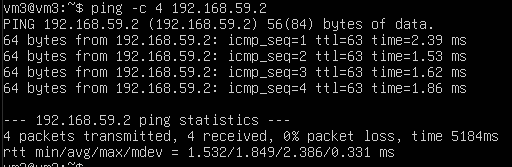 vm3@vm3:~$ ping -c 4 192.168.59.2
PING 192.168.59.2 (192.168.59.2) 56(84) bytes of data.
64 bytes from 192.168.59.2: icmp_seq=1 ttl=63 time=2.39 ms
64 bytes from 192.168.59.2: icmp_seq=2 ttl=63 time=1.53 ms
64 bytes from 192.168.59.2: icmp_seq=3 ttl=63 time=1.62 ms
64 bytes from 192.168.59.2: icmp_seq=4 ttl=63 time=1.86 ms

--- 192.168.59.2 ping statistics ---
4 packets transmitted, 4 received, 0% packet loss, time 5184ms
rtt min/avg/max/mdev = 1.532/1.849/2.386/0.331 ms
vm3@vm3:~$